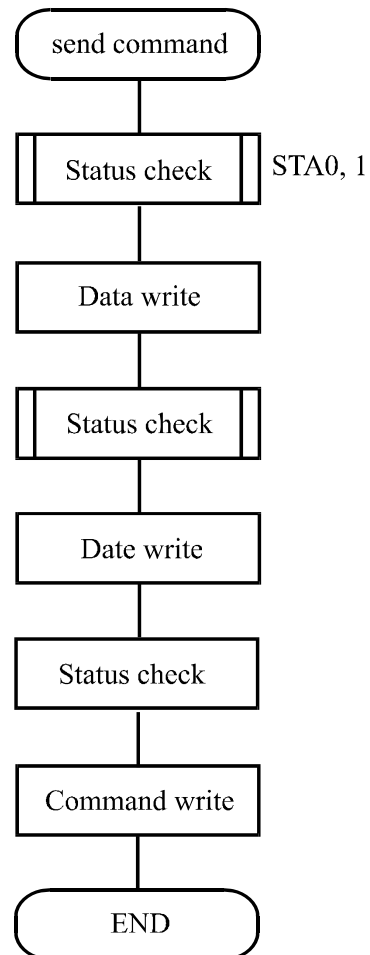 send command
Status check
STA0, 1
Data write
Status check
Date write
Status check
Command write
END